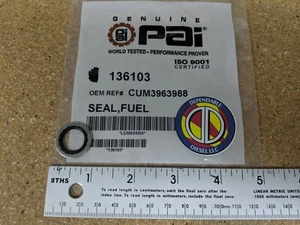 GENUINE
PAI
WORLD TESTED - PERFORMANCE PROVEN
ISO 9001
CERTIFIED
136103
OEM REF# CUM3963988
SEAL,FUEL
DEPENDABLE
DIESEL LLC
8THS 1 2 3 4 5
LINEAR METRIC UNITS
To read length in centimeters, omit the final zero after the
index line. To read length in millimeters, include the final zero.